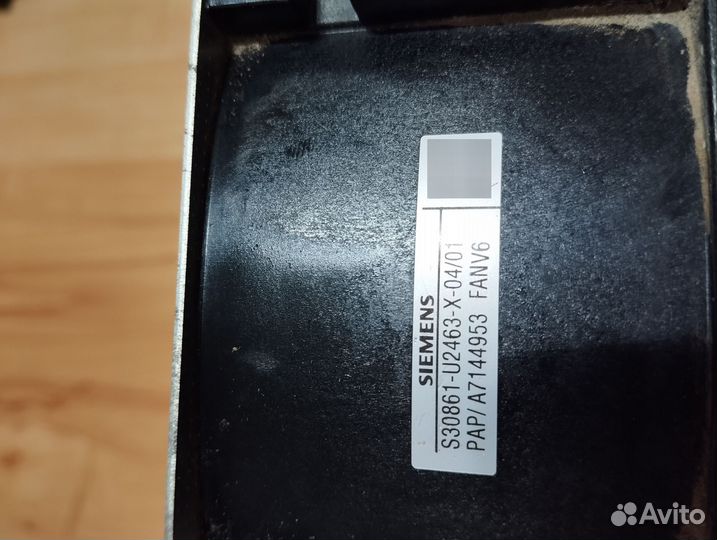 SIEMENS
S30861-U2463-X-04/01
PAP/A7144953 FANV6
Avito